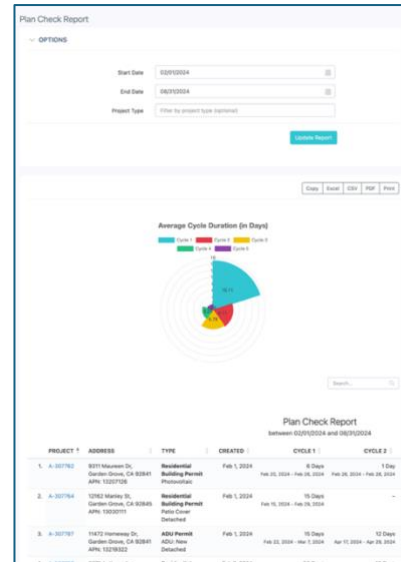 Plan Check Report
OPTIONS
Start Date 02/01/2024
End Date 08/31/2024
Project Type Filter by project type (optional)
Update Report
Copy Excel CSV PDF Print
Average Cycle Duration (in Days)
Cycle 1 Cycle 2 Cycle 3
Cycle 4 Cycle 5
Search...
Plan Check Report
between 02/01/2024 and 08/31/2024
PROJECT ADDRESS TYPE CREATED CYCLE 1 CYCLE 2
1. A-307762 9311 Maureen Dr, Residential Feb 1, 2024 6 Days 1 Day
Garden Grove, CA 92841 Building Permit Feb 20, 2024 - Feb 26, 2024 Feb 28, 2024 - Feb 28, 2024
APN: 13207126 Photovoltaic
2. A-307764 12162 Manley St, Residential Feb 1, 2024 15 Days –
Garden Grove, CA 92845 Building Permit Feb 15, 2024 - Feb 29, 2024
APN: 13020111 Patio Cover
Detached
3. A-307767 ADU Permit Feb 1, 2024 15 Days 12 Days
Garden Grove, CA 92841 ADU: New Feb 22, 2024 - Mar 7, 2024 Apr 17, 2024 - Apr 29, 2024
APN: 13219322 Detached